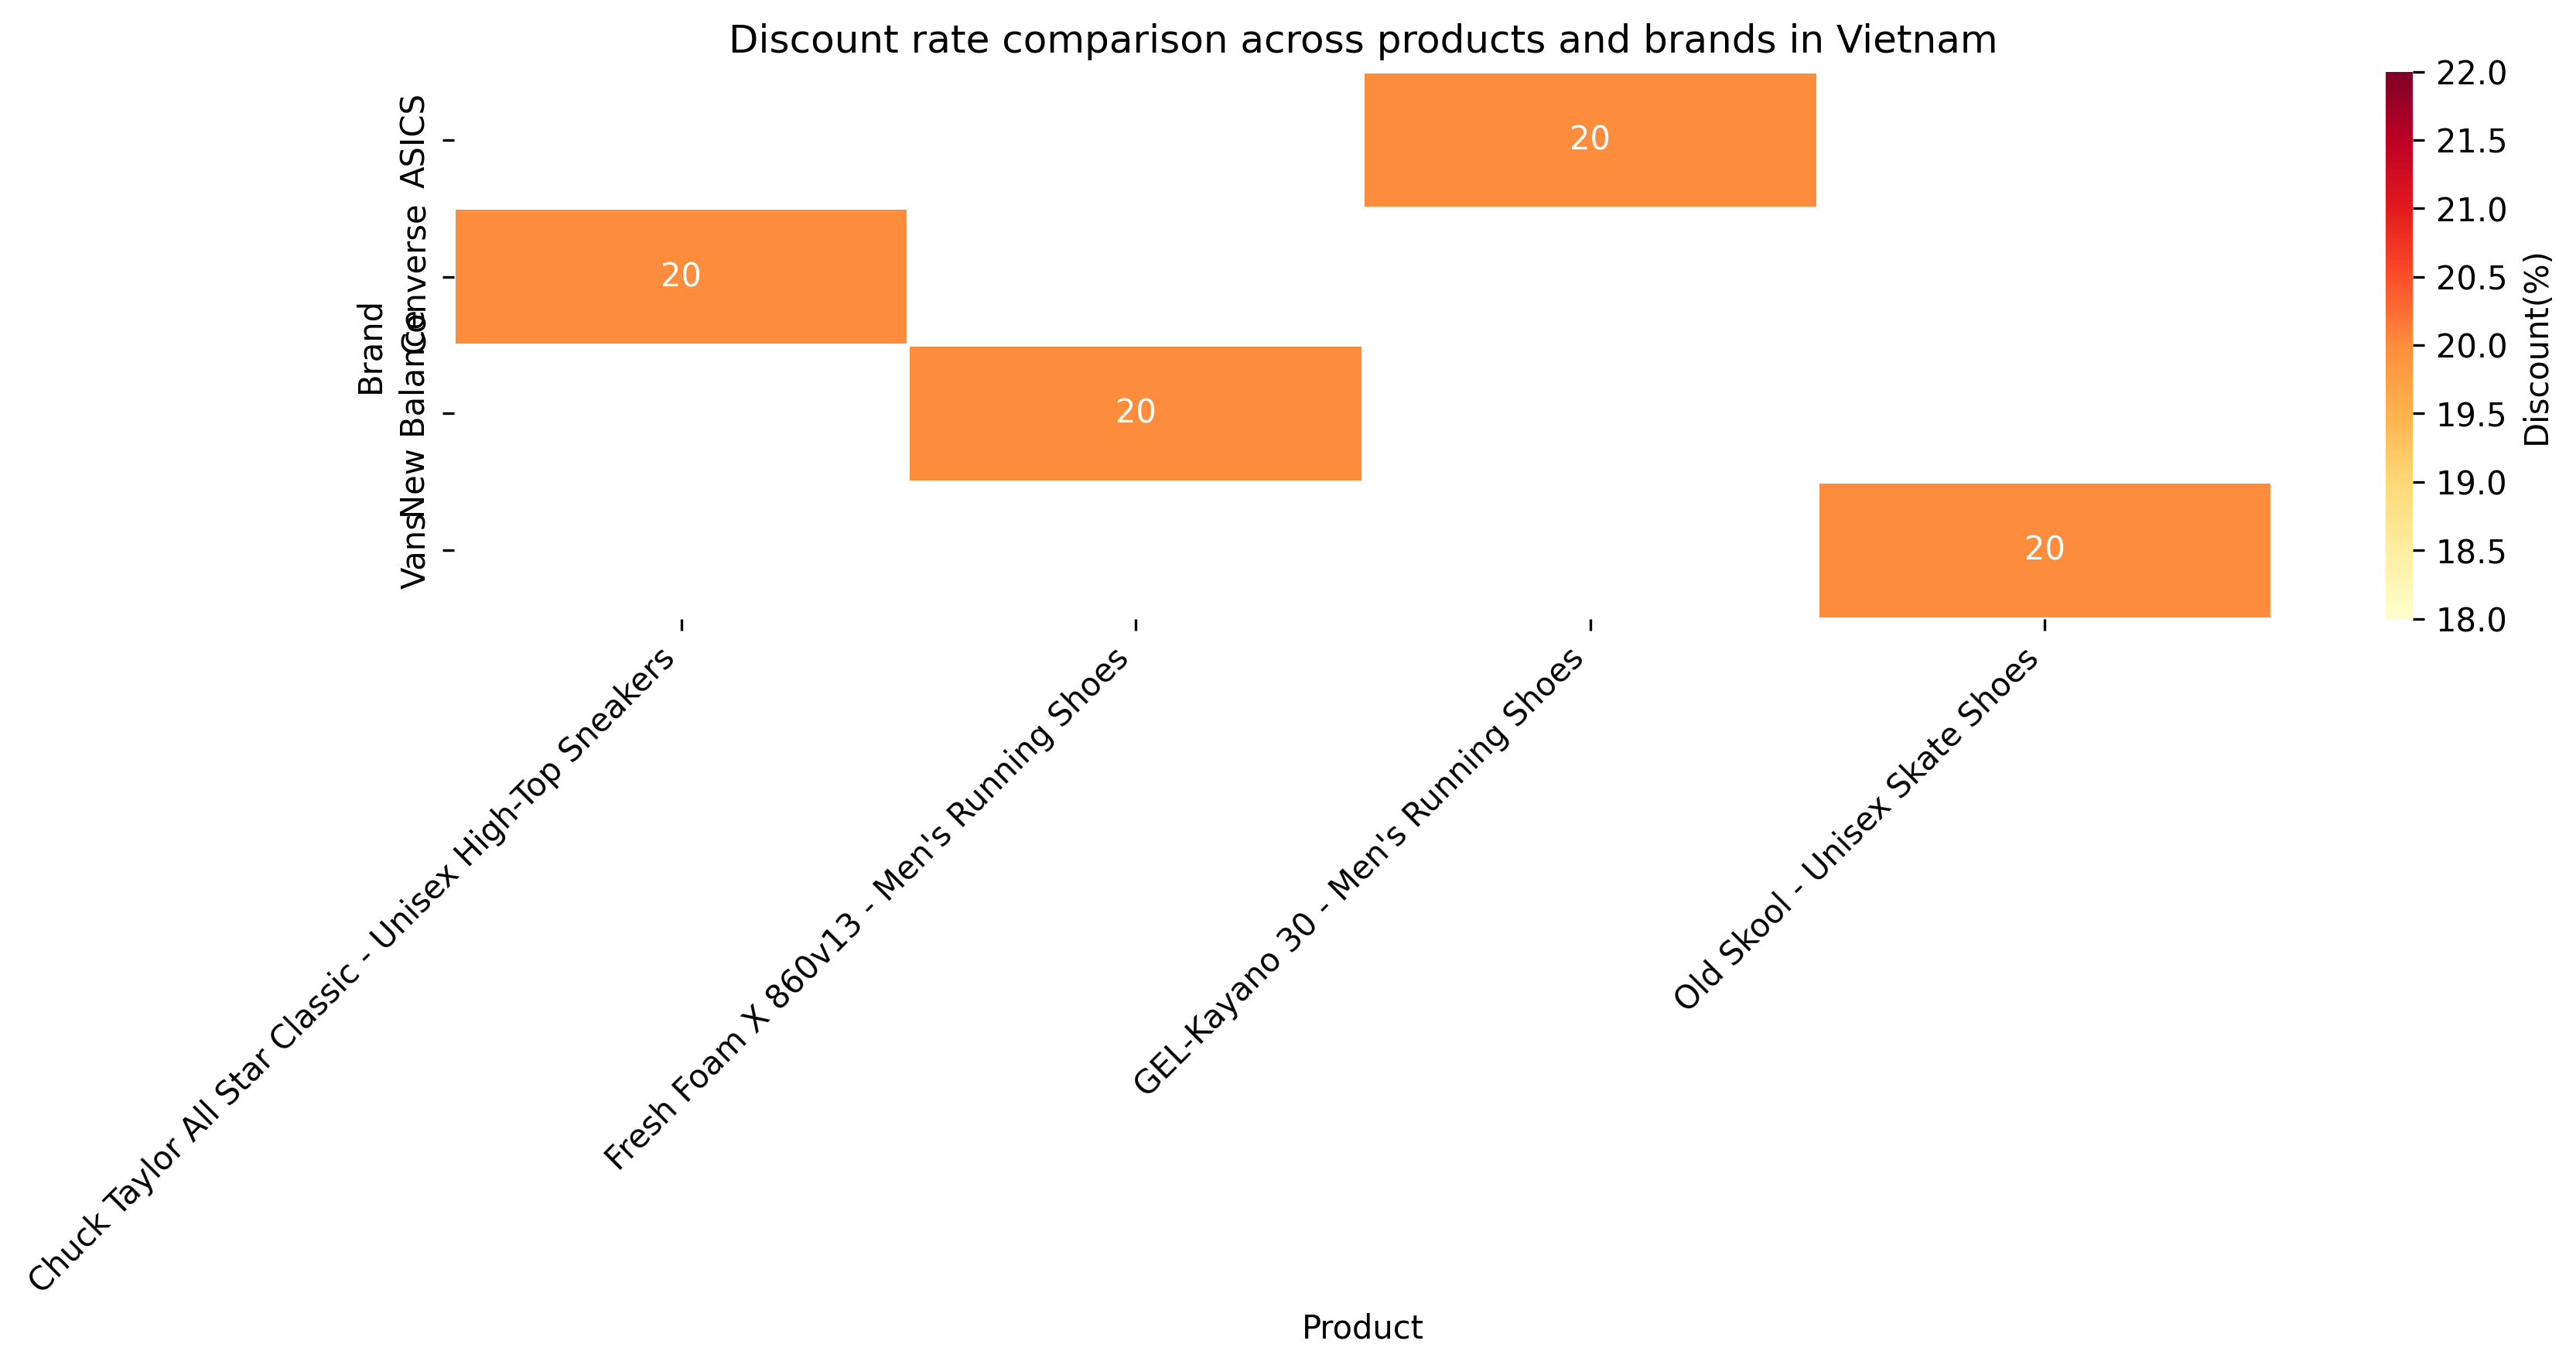 Discount rate comparison across products and brands in Vietnam
Brand
ASICS
Converse
New Balance
Vans
20
20
20
20
22.0
21.5
21.0
20.5
20.0
19.5
19.0
18.5
18.0
Discount(%)
Chuck Taylor All Star Classic - Unisex High-Top Sneakers
Fresh Foam X 860v13 - Men's Running Shoes
GEL-Kayano 30 - Men's Running Shoes
Old Skool - Unisex Skate Shoes
Product